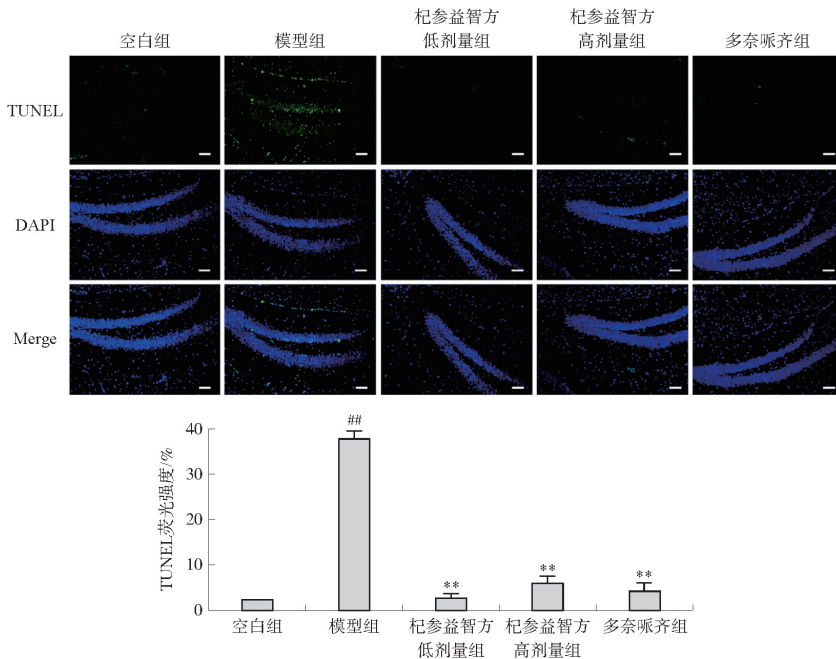 空白组
模型组
杞参益智方
低剂量组
杞参益智方
高剂量组
多奈哌齐组
TUNEL
DAPI
Merge
TUNEL荧光强度/%
40
30
20
10
0
##
**
**
**
空白组
模型组
杞参益智方
低剂量组
杞参益智方
高剂量组
多奈哌齐组